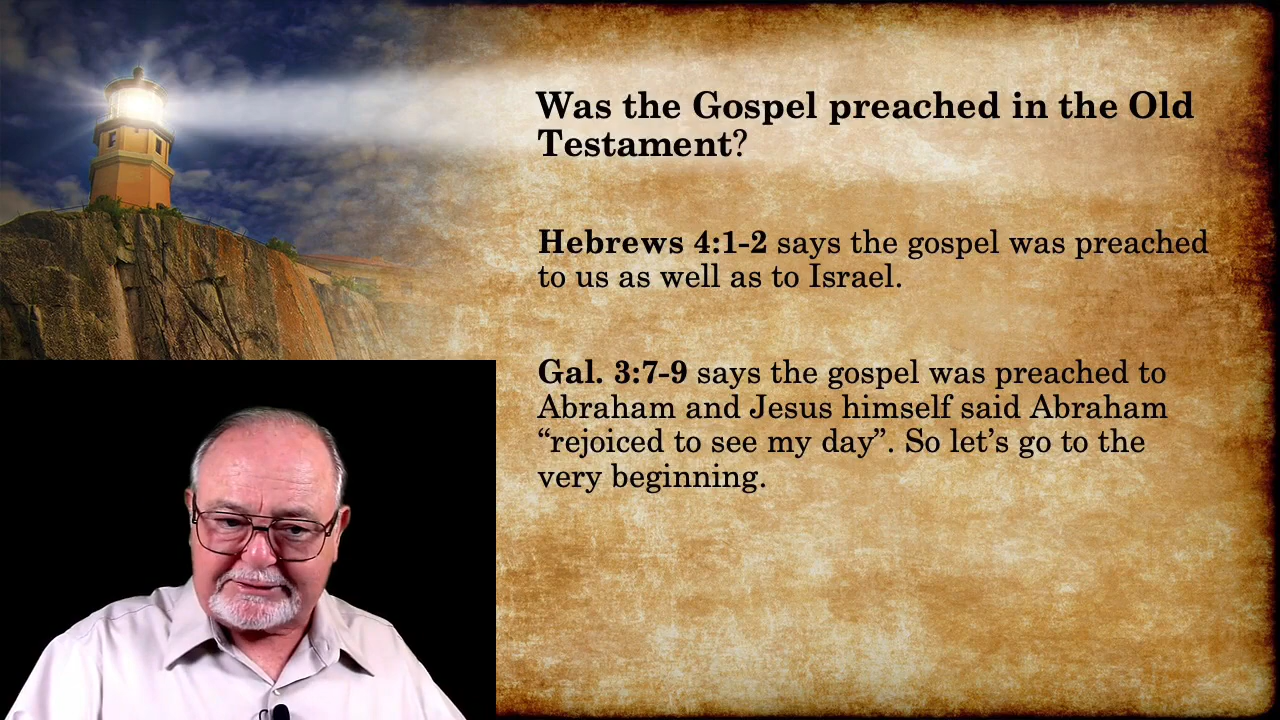 Was the Gospel preached in the Old
Testament?
Hebrews 4:1-2 says the gospel was preached
to us as well as to Israel.
Gal. 3:7-9 says the gospel was preached to
Abraham and Jesus himself said Abraham
“rejoiced to see my day”. So let’s go to the
very beginning.